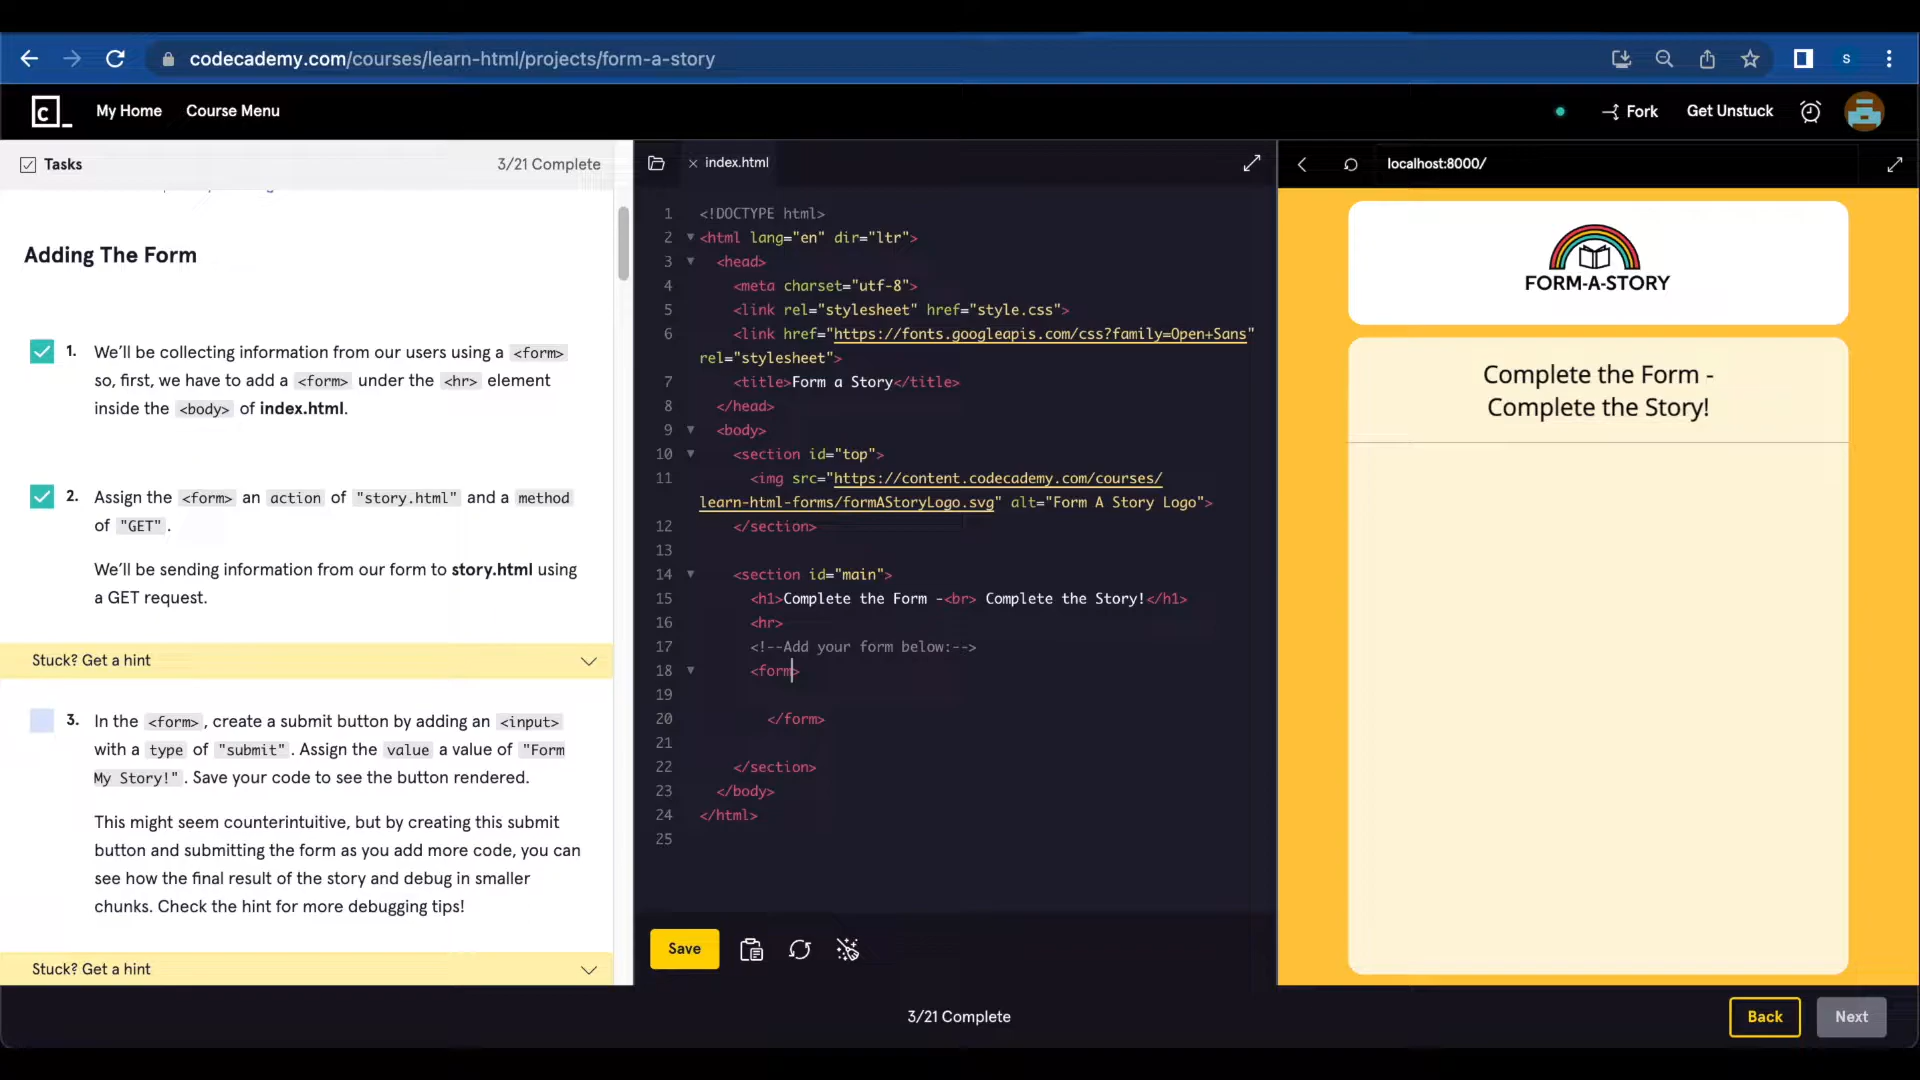 codecademy.com/courses/learn-html/projects/form-a-story
s
c
My Home
Course Menu
Fork
Get Unstuck
Tasks
3/21 Complete
Adding The Form
1. We'll be collecting information from our users using a <form>
so, first, we have to add a <form> under the <hr> element
inside the <body> of index.html.
2. Assign the <form> an action of "story.html" and a method
of "GET".
We'll be sending information from our form to story.html using
a GET request.
Stuck? Get a hint
3. In the <form>, create a submit button by adding an <input>
with a type of "submit". Assign the value a value of "Form
My Story!". Save your code to see the button rendered.
This might seem counterintuitive, but by creating this submit
button and submitting the form as you add more code, you can
see how the final result of the story and debug in smaller
chunks. Check the hint for more debugging tips!
Stuck? Get a hint
index.html
1 <!DOCTYPE html>
2 <html lang="en" dir="ltr">
3 <head>
4 <meta charset="utf-8">
5 <link rel="stylesheet" href="style.css">
6 <link href="https://fonts.googleapis.com/css?family=Open+Sans"
rel="stylesheet">
7 <title>Form a Story</title>
8 </head>
9 <body>
10 <section id="top">
11 <img src="https://content.codecademy.com/courses/
learn-html-forms/formAStoryLogo.svg" alt="Form A Story Logo">
12 </section>
13
14 <section id="main">
15 <h1>Complete the Form -<br> Complete the Story!</h1>
16 <hr>
17 <!--Add your form below:-->
18 <form>
19
20 </form>
21
22 </section>
23 </body>
24 </html>
25
Save
localhost:8000/
FORM-A-STORY
Complete the Form -
Complete the Story!
3/21 Complete
Back
Next